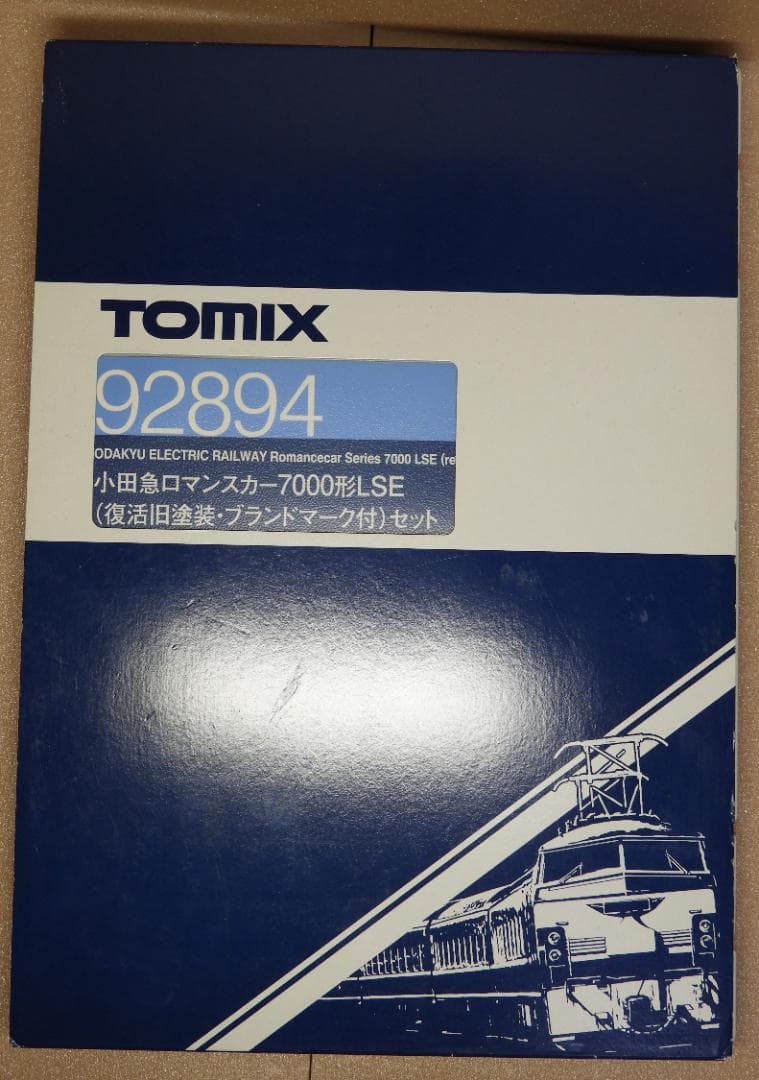 TOMIX
92894
ODAKYU ELECTRIC RAILWAY Romancecar Series 7000 LSE (re
小田急ロマンスカー7000形LSE
(復活旧塗装・ブランドマーク付)セット